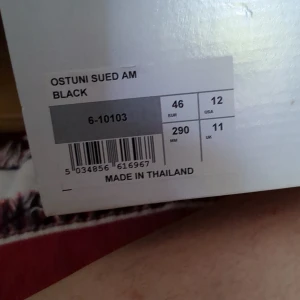 OSTUNI SUED AM
BLACK
6-10103
46 12
EUR USA
290 11
MM UK
5 034856 616967
MADE IN THAILAND